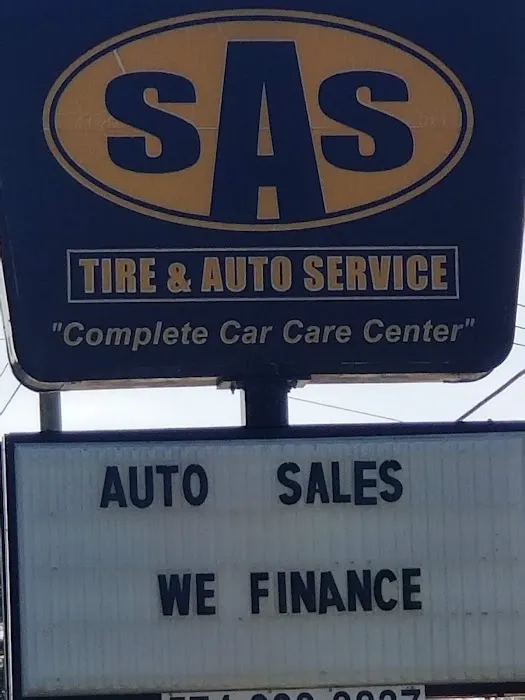 SAS
TIRE & AUTO SERVICE
"Complete Car Care Center"
AUTO SALES
WE FINANCE